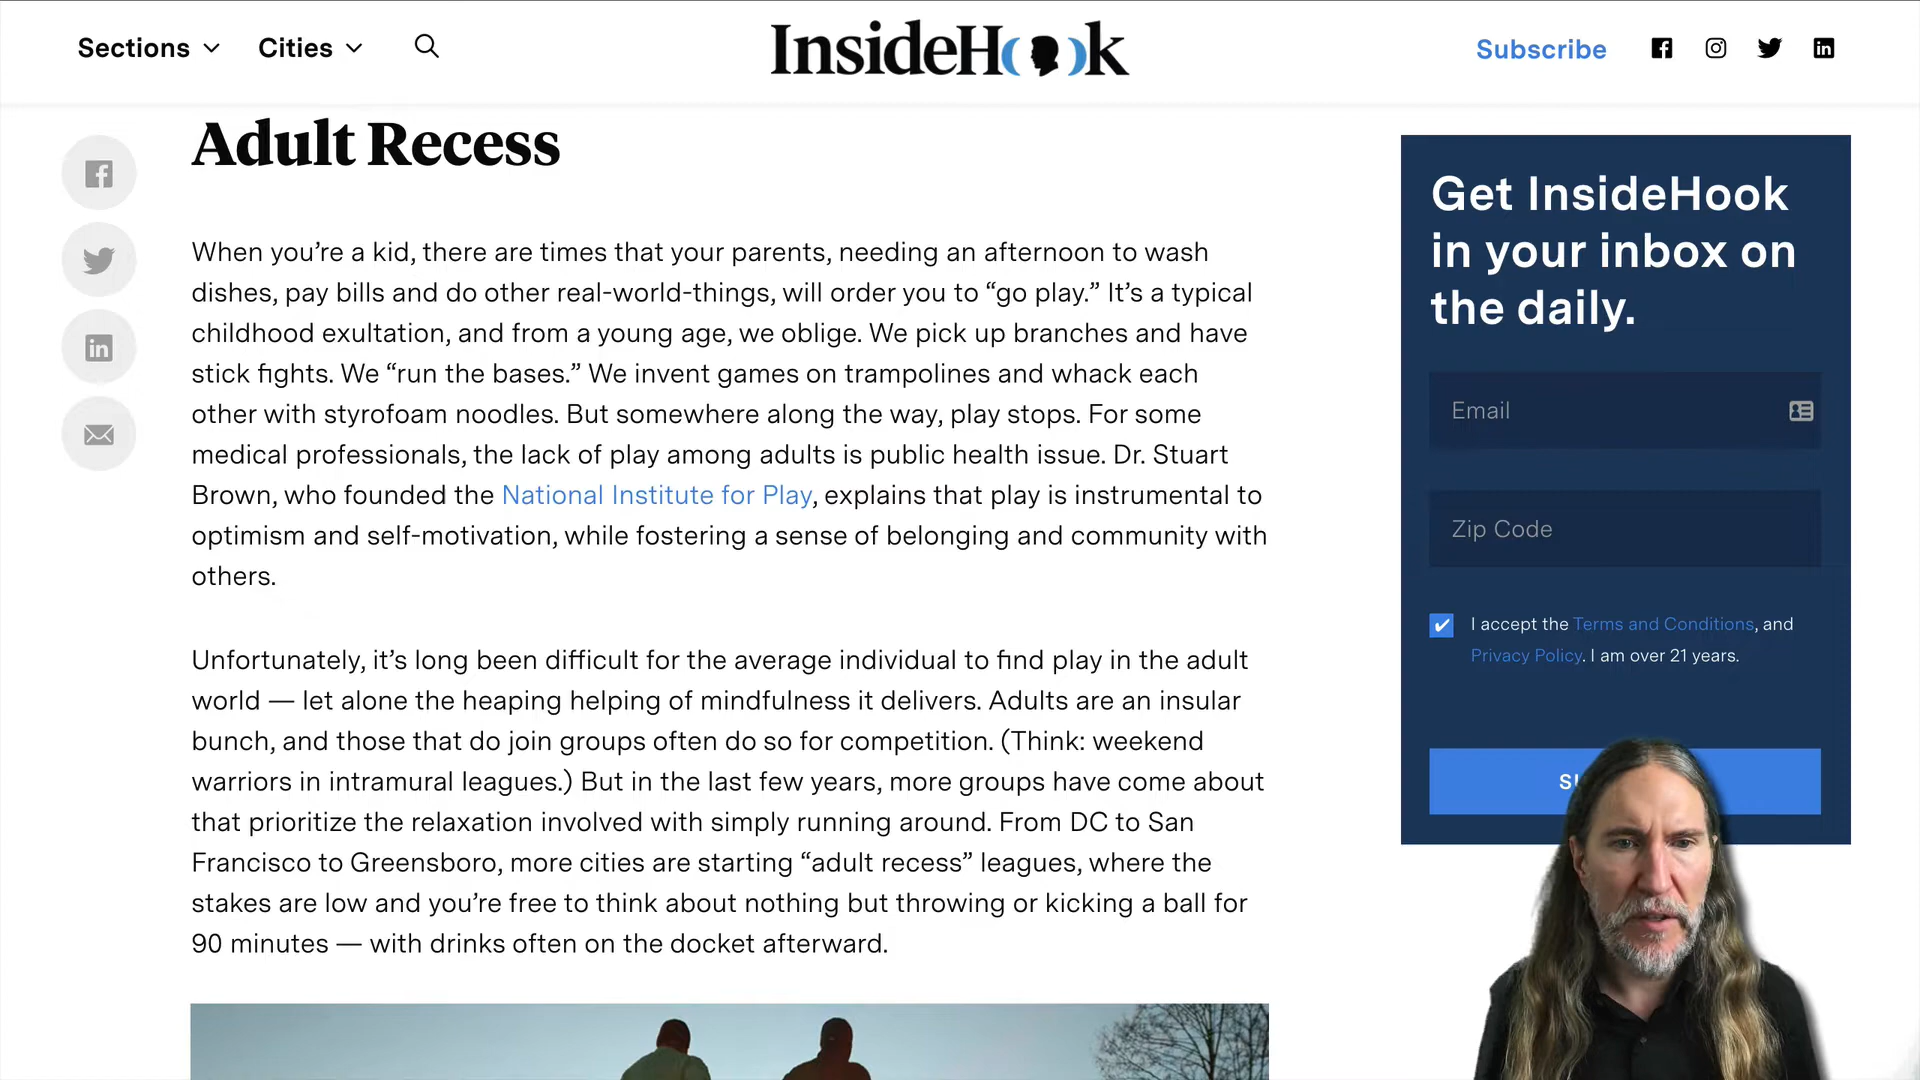 Sections
Cities
InsideHook
Subscribe
Adult Recess
When you’re a kid, there are times that your parents, needing an afternoon to wash
dishes, pay bills and do other real-world-things, will order you to “go play.” It’s a typical
childhood exultation, and from a young age, we oblige. We pick up branches and have
stick fights. We “run the bases.” We invent games on trampolines and whack each
other with styrofoam noodles. But somewhere along the way, play stops. For some
medical professionals, the lack of play among adults is public health issue. Dr. Stuart
Brown, who founded the National Institute for Play, explains that play is instrumental to
optimism and self-motivation, while fostering a sense of belonging and community with
others.
Unfortunately, it’s long been difficult for the average individual to find play in the adult
world — let alone the heaping helping of mindfulness it delivers. Adults are an insular
bunch, and those that do join groups often do so for competition. (Think: weekend
warriors in intramural leagues.) But in the last few years, more groups have come about
that prioritize the relaxation involved with simply running around. From DC to San
Francisco to Greensboro, more cities are starting “adult recess” leagues, where the
stakes are low and you’re free to think about nothing but throwing or kicking a ball for
90 minutes — with drinks often on the docket afterward.
Get InsideHook
in your inbox on
the daily.
Email
Zip Code
I accept the Terms and Conditions, and
Privacy Policy. I am over 21 years.